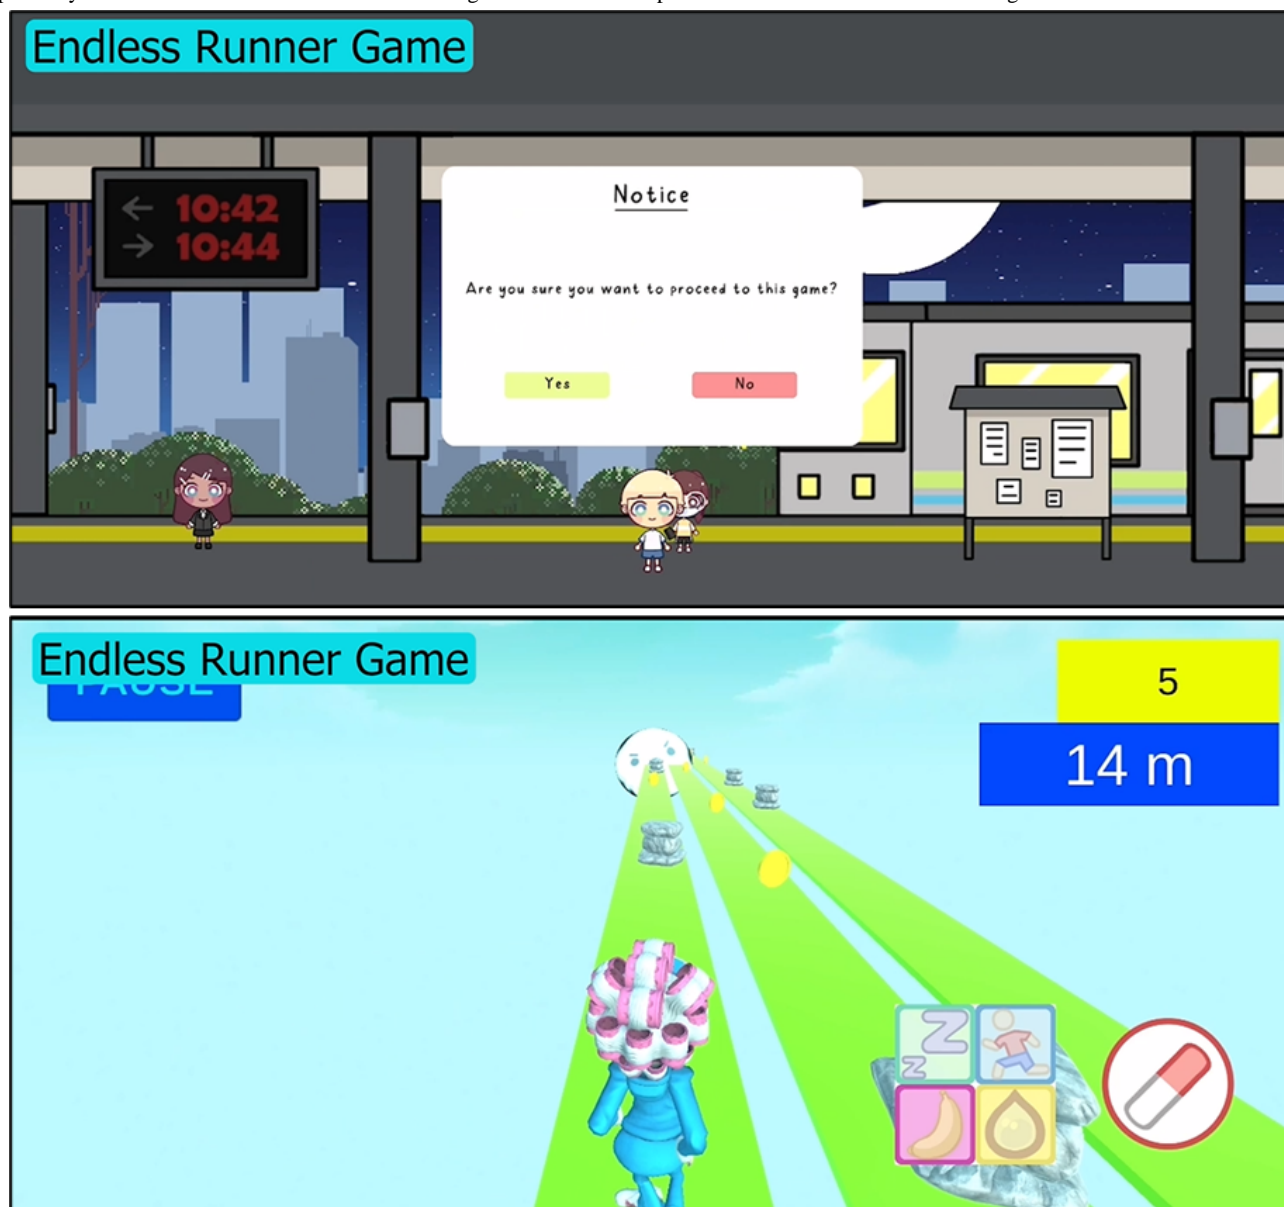 Endless Runner Game
← 10:42
→ 10:44
Notice
Are you sure you want to proceed to this game?
Yes
No
Endless Runner Game
PAUSE
5
14 m
Z
z